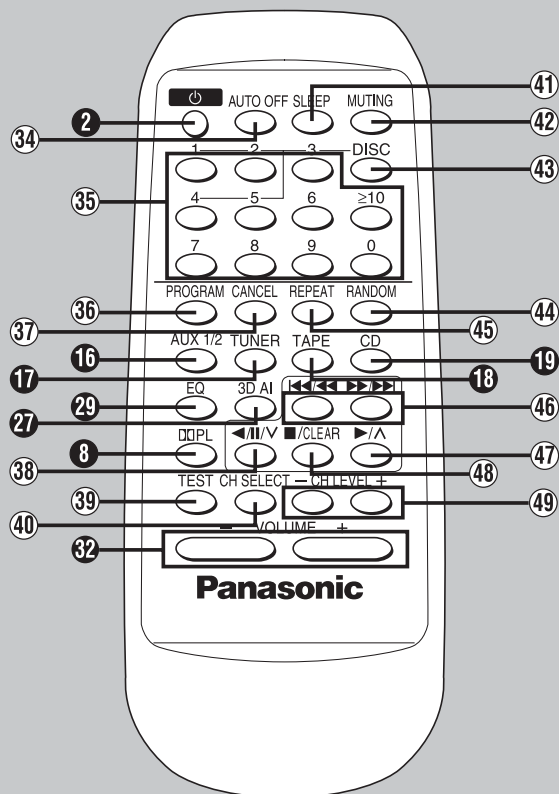 ⏻ AUTO OFF SLEEP MUTING
41
2
34
42
1 2 3 DISC
43
35
4 5 6 ≥10
7 8 9 0
PROGRAM CANCEL REPEAT RANDOM
36
37
44
45
AUX 1/2 TUNER TAPE CD
16
17
18
19
EQ 3D AI ⏮/◀◀ ▶▶/⏭
29
27
46
DDPL ◀/⏸/∨ ■/CLEAR ▶/∧
8
38
47
48
TEST CH SELECT − CH LEVEL +
39
40
49
− VOLUME +
32
Panasonic